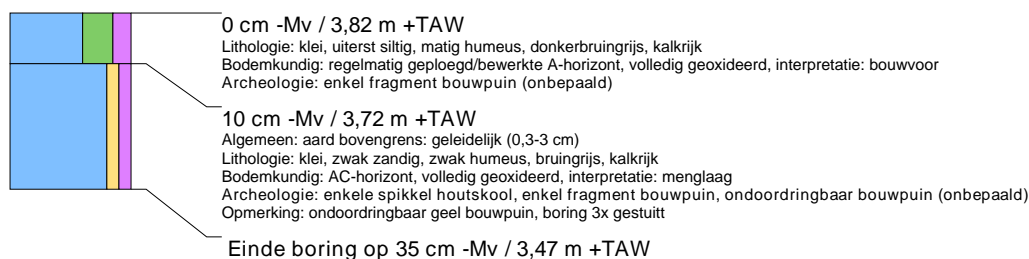 0 cm -Mv / 3,82 m +TAW
Lithologie: klei, uiterst siltig, matig humeus, donkerbruingrijs, kalkrijk
Bodemkundig: regelmatig geploegd/bewerkte A-horizont, volledig geoxideerd, interpretatie: bouwvoor
Archeologie: enkel fragment bouwpuin (onbepaald)
10 cm -Mv / 3,72 m +TAW
Algemeen: aard bovengrens: geleidelijk (0,3-3 cm)
Lithologie: klei, zwak zandig, zwak humeus, bruingrijs, kalkrijk
Bodemkundig: AC-horizont, volledig geoxideerd, interpretatie: menglaag
Archeologie: enkele spikkel houtskool, enkel fragment bouwpuin, ondoordringbaar bouwpuin (onbepaald)
Opmerking: ondoordringbaar geel bouwpuin, boring 3x gestuitt
Einde boring op 35 cm -Mv / 3,47 m +TAW